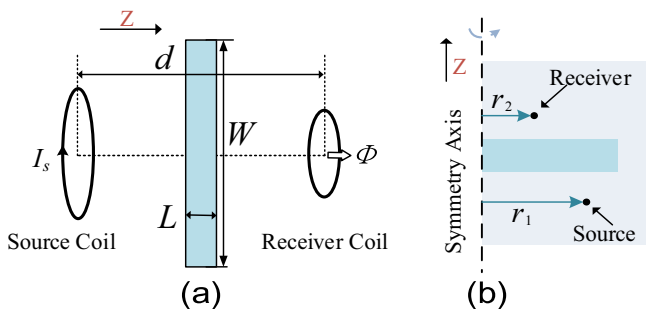 Z
d
W
I_s
Φ
L
Source Coil
Receiver Coil
(a)
Z
Receiver
r_2
Symmetry Axis
r_1
Source
(b)